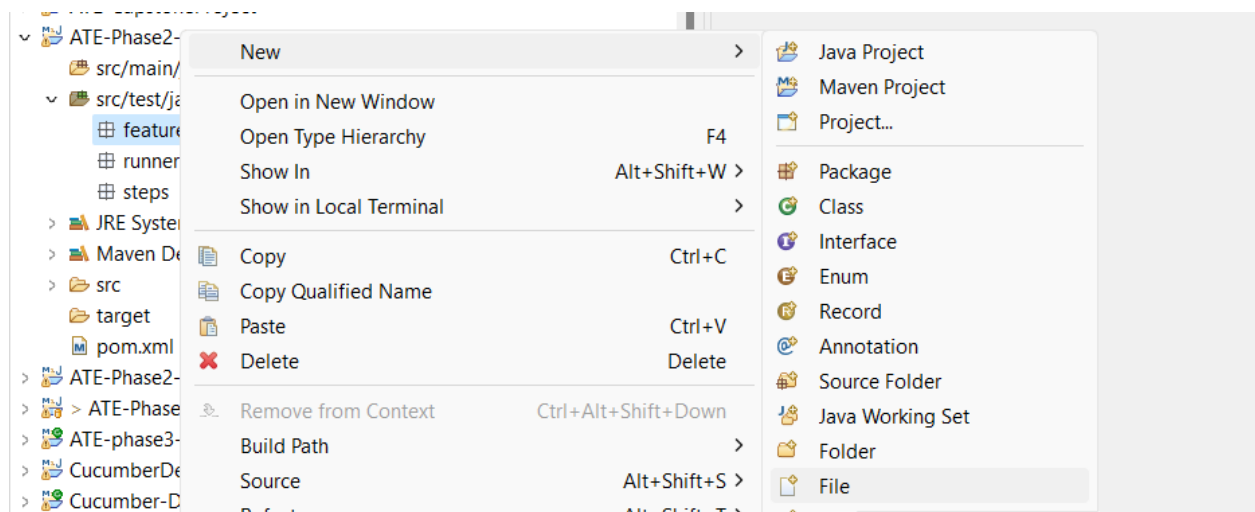 ATE-Phase2-
src/main/
src/test/ja
feature
runner
steps
JRE System
Maven De
src
target
pom.xml
ATE-Phase2-
> ATE-Phase
ATE-phase3-
CucumberDe
Cucumber-D
New
Open in New Window
Open Type Hierarchy F4
Show In Alt+Shift+W >
Show in Local Terminal
Copy Ctrl+C
Copy Qualified Name
Paste Ctrl+V
Delete Delete
Remove from Context Ctrl+Alt+Shift+Down
Build Path
Source Alt+Shift+S >
Java Project
Maven Project
Project...
Package
Class
Interface
Enum
Record
Annotation
Source Folder
Java Working Set
Folder
File